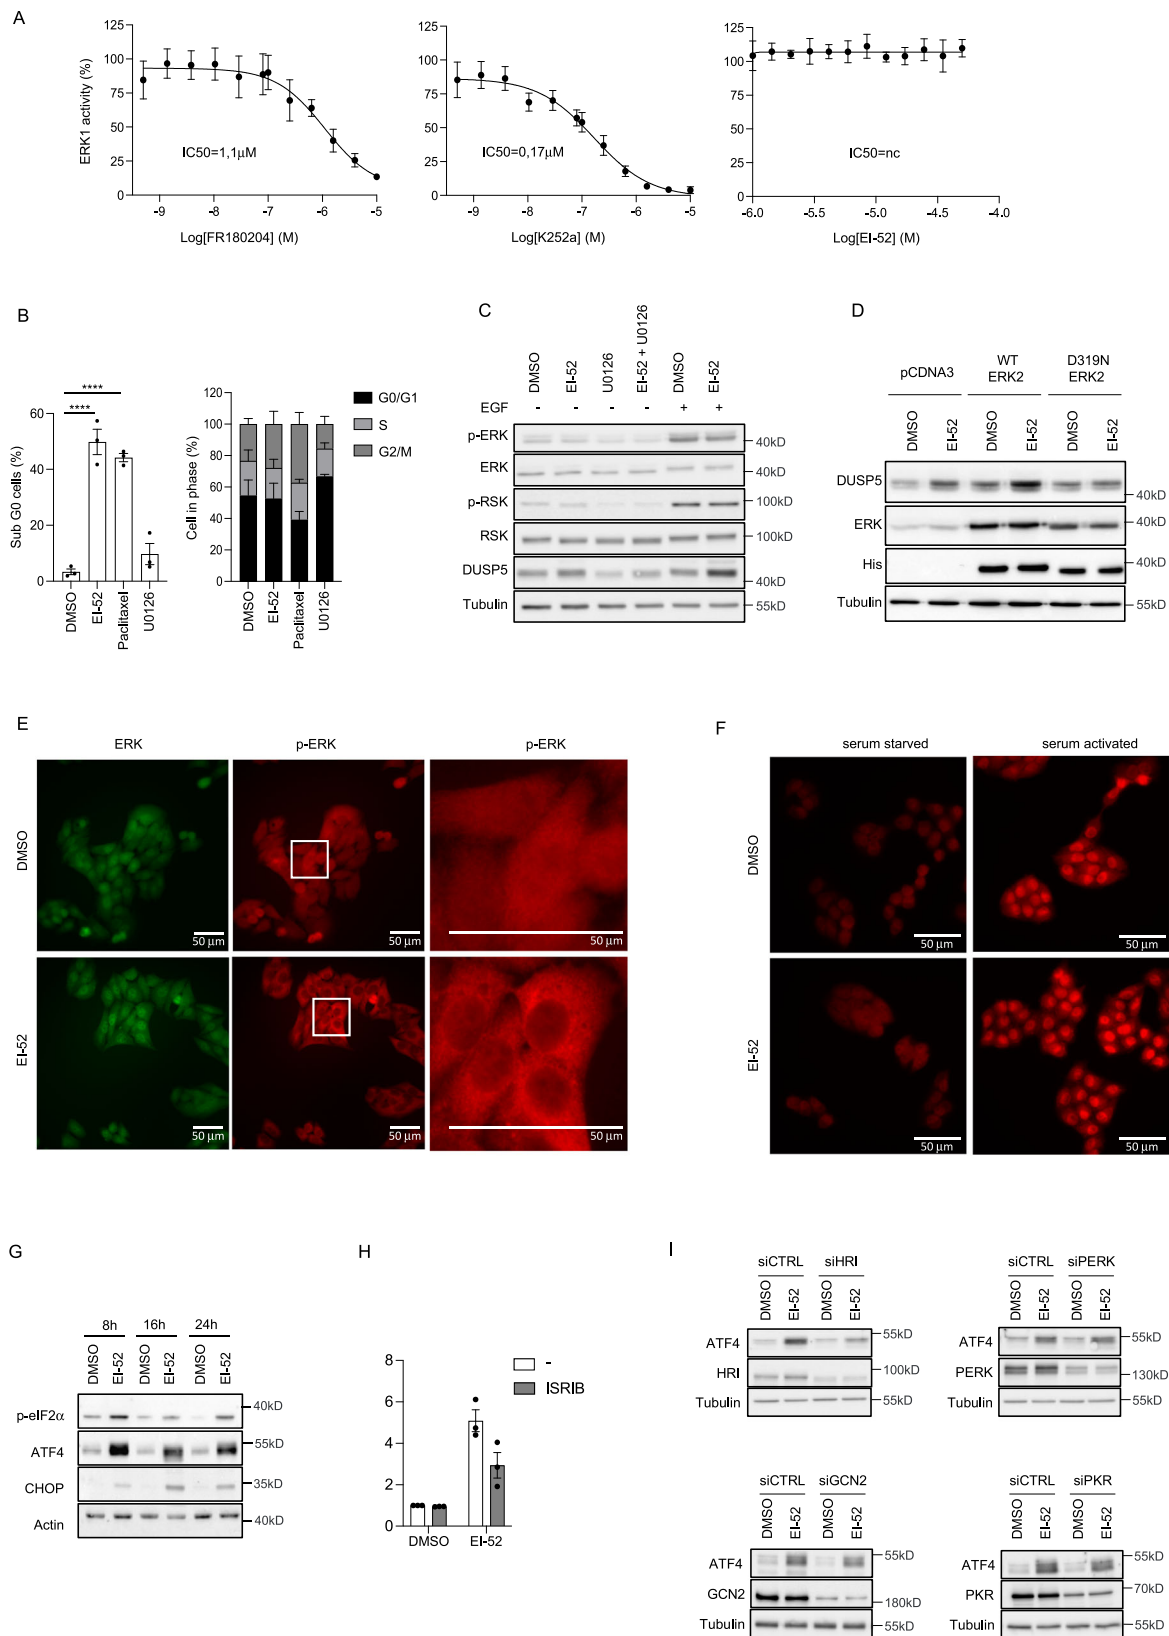 A
ERK1 activity (%)
125
100
75
50
25
0
IC50=1,1µM
-9
-8
-7
-6
-5
Log[FR180204] (M)
125
100
75
50
25
0
IC50=0,17µM
-9
-8
-7
-6
-5
Log[K252a] (M)
125
100
75
50
25
0
IC50=nc
-6.0
-5.5
-5.0
-4.5
-4.0
Log[EI-52] (M)
B
Sub G0 cells (%)
60
40
20
0
****
****
DMSO
EI-52
Paclitaxel
U0126
Cell in phase (%)
120
100
80
60
40
20
0
DMSO
EI-52
Paclitaxel
U0126
G0/G1
S
G2/M
C
DMSO
EI-52
U0126
EI-52 + U0126
DMSO
EI-52
EGF - - - - + +
p-ERK 40kD
ERK 40kD
p-RSK 100kD
RSK 100kD
DUSP5 40kD
Tubulin 55kD
D
pCDNA3
WT ERK2
D319N ERK2
DMSO
EI-52
DMSO
EI-52
DMSO
EI-52
DUSP5 40kD
ERK 40kD
His 40kD
Tubulin 55kD
E
ERK
p-ERK
p-ERK
DMSO
50 µm
50 µm
50 µm
EI-52
50 µm
50 µm
50 µm
F
serum starved
serum activated
DMSO
50 µm
50 µm
EI-52
50 µm
50 µm
G
8h
16h
24h
DMSO
EI-52
DMSO
EI-52
DMSO
EI-52
p-eIF2α 40kD
ATF4 55kD
CHOP 35kD
Actin 40kD
H
8
6
4
2
0
DMSO
EI-52
-
ISRIB
I
siCTRL
siHRI
DMSO
EI-52
DMSO
EI-52
ATF4 55kD
HRI 100kD
Tubulin 55kD
siCTRL
siPERK
DMSO
EI-52
DMSO
EI-52
ATF4 55kD
PERK 130kD
Tubulin 55kD
siCTRL
siGCN2
DMSO
EI-52
DMSO
EI-52
ATF4 55kD
GCN2 180kD
Tubulin 55kD
siCTRL
siPKR
DMSO
EI-52
DMSO
EI-52
ATF4 55kD
PKR 70kD
Tubulin 55kD